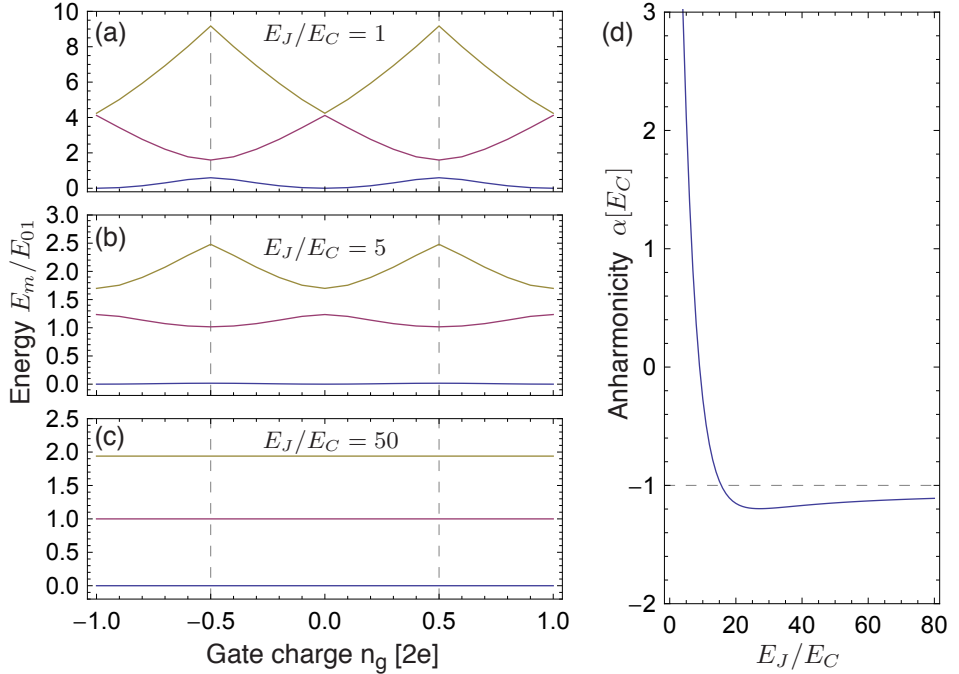 (a)
E_J/E_C = 1
10
8
6
4
2
0
(b)
E_J/E_C = 5
3.0
2.5
2.0
1.5
1.0
0.5
0.0
Energy E_m/E_01
(c)
E_J/E_C = 50
2.5
2.0
1.5
1.0
0.5
0.0
−1.0 −0.5 0.0 0.5 1.0
Gate charge n_g [2e]
(d)
3
2
1
0
−1
−2
Anharmonicity α[E_C]
0 20 40 60 80
E_J/E_C